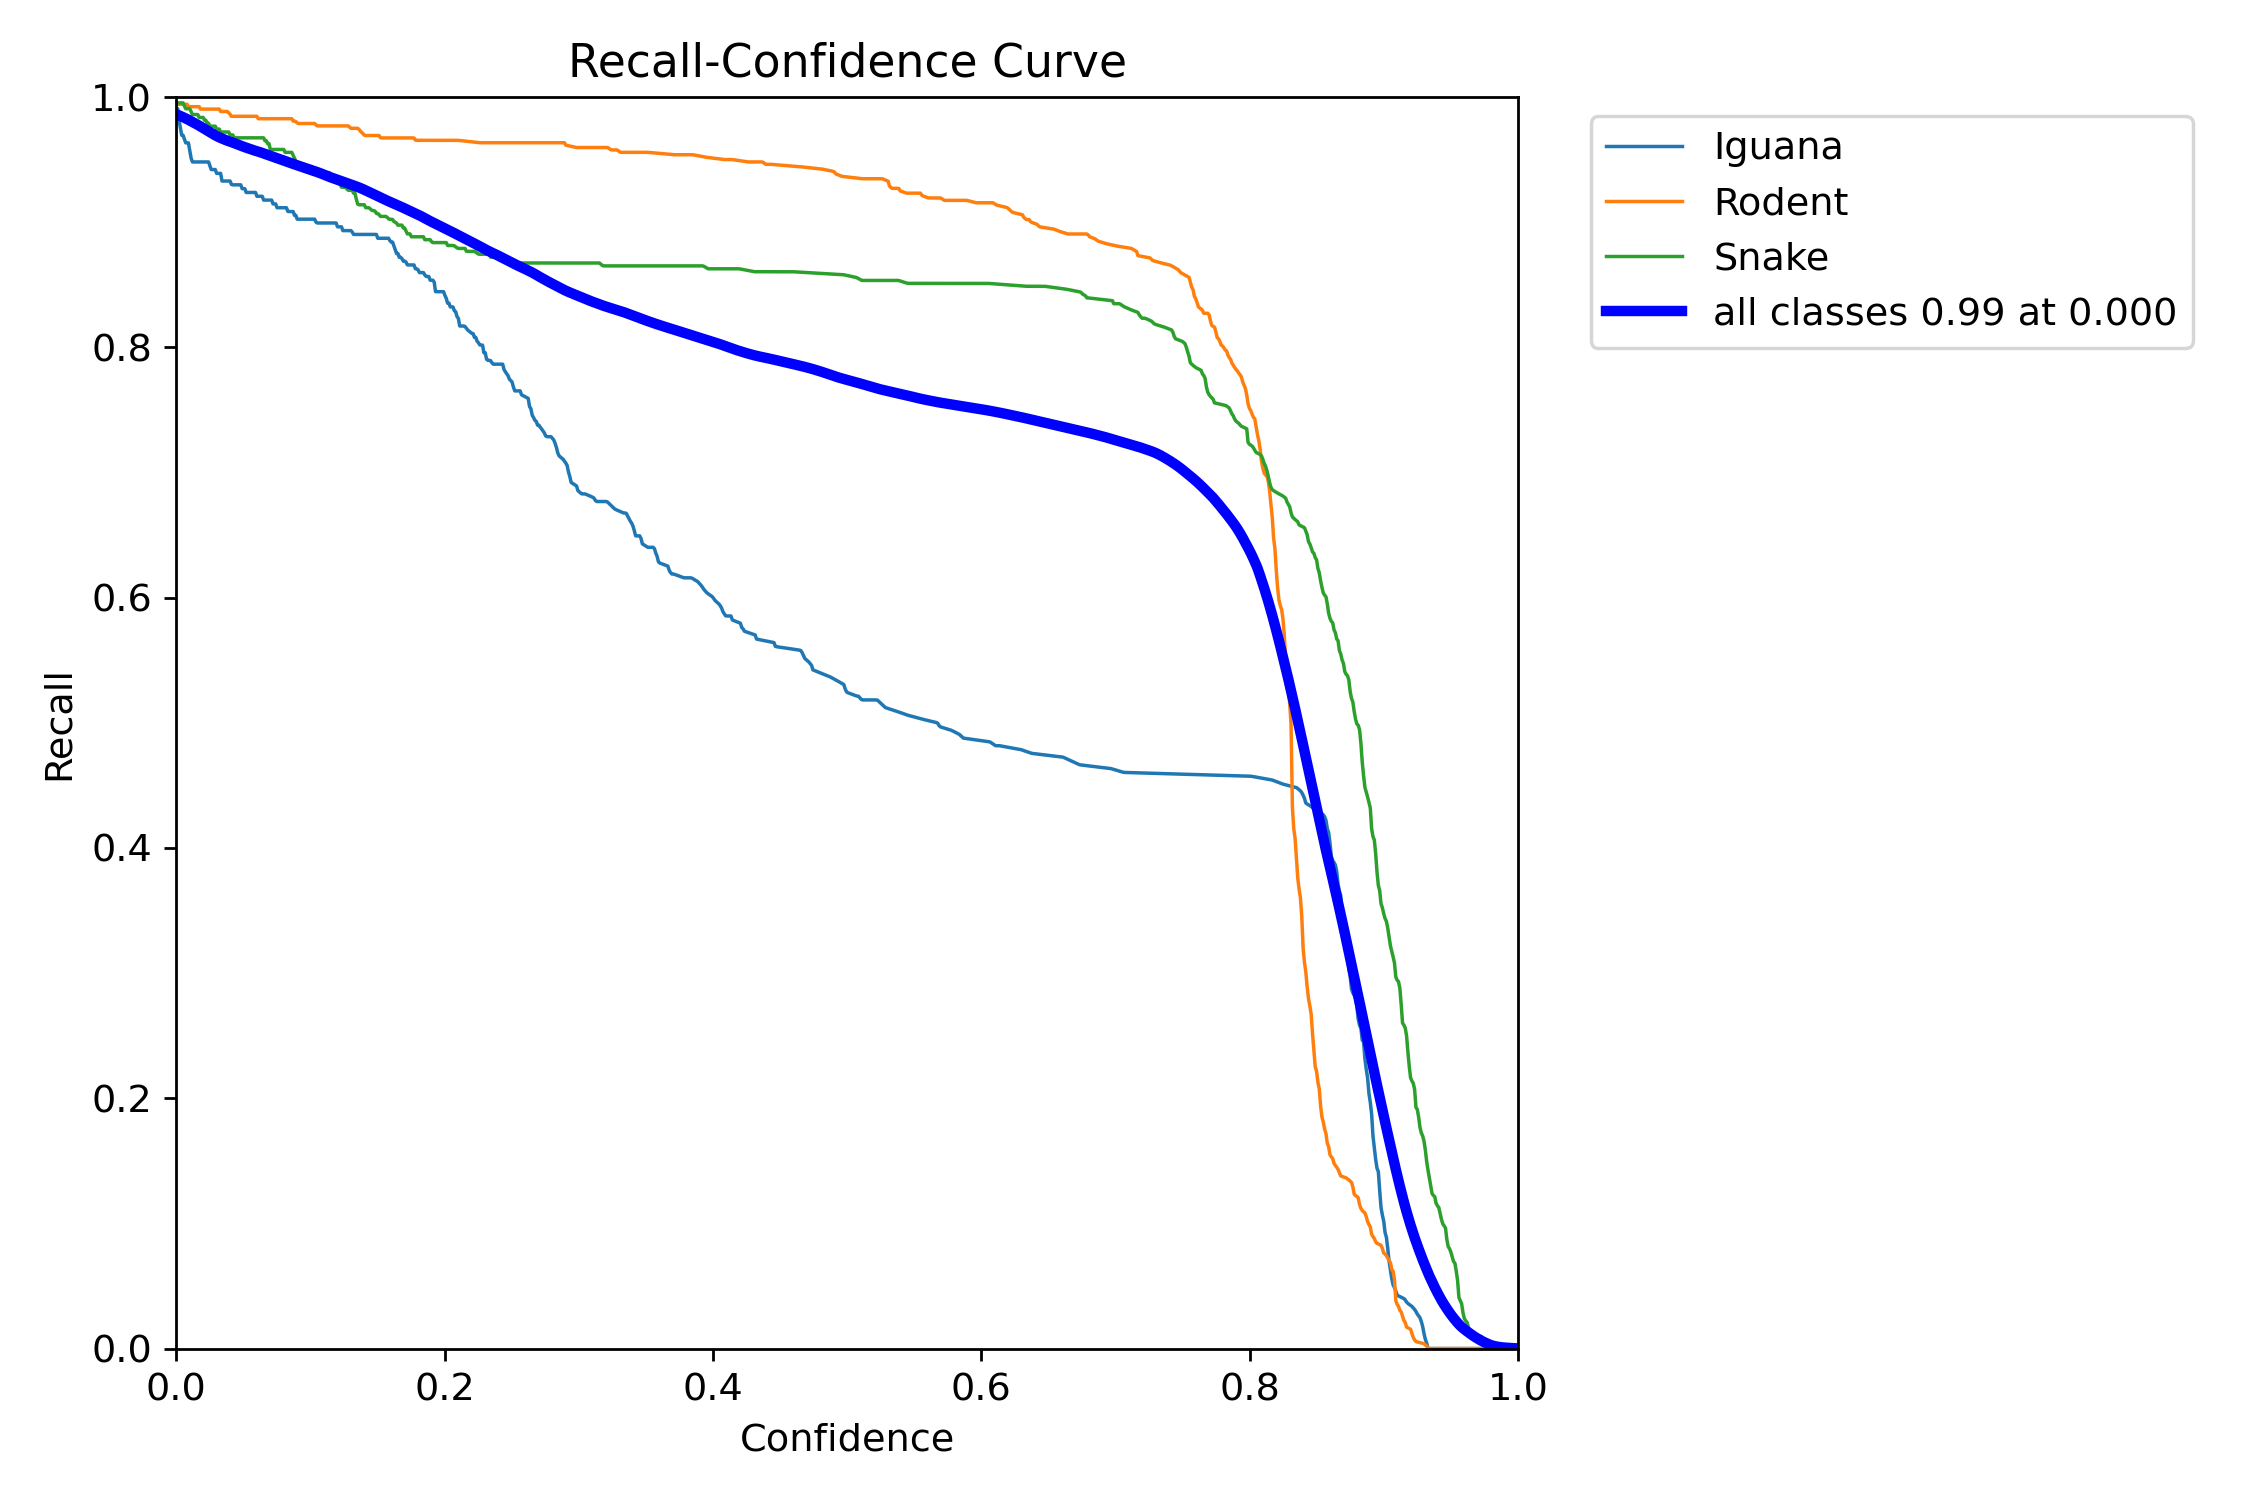 Recall-Confidence Curve
1.0
0.8
0.6
0.4
0.2
0.0
Recall
0.0 0.2 0.4 0.6 0.8 1.0
Confidence
Iguana
Rodent
Snake
all classes 0.99 at 0.000